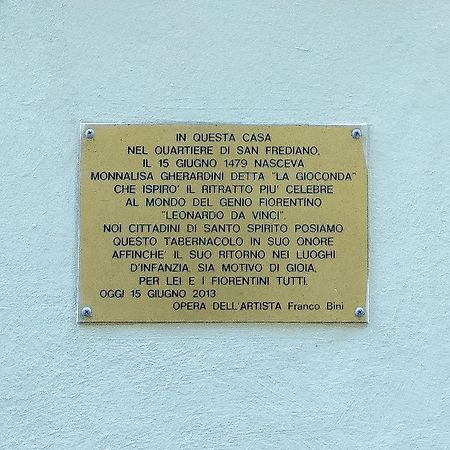 IN QUESTA CASA
NEL QUARTIERE DI SAN FREDIANO,
IL 15 GIUGNO 1479 NASCEVA
MONNALISA GHERARDINI DETTA "LA GIOCONDA"
CHE ISPIRO' IL RITRATTO PIU' CELEBRE
AL MONDO DEL GENIO FIORENTINO
"LEONARDO DA VINCI".
NOI CITTADINI DI SANTO SPIRITO POSIAMO
QUESTO TABERNACOLO IN SUO ONORE
AFFINCHE' IL SUO RITORNO NEI LUOGHI
D'INFANZIA, SIA MOTIVO DI GIOIA,
PER LEI E I FIORENTINI TUTTI.
OGGI 15 GIUGNO 2013
OPERA DELL'ARTISTA Franco Bini